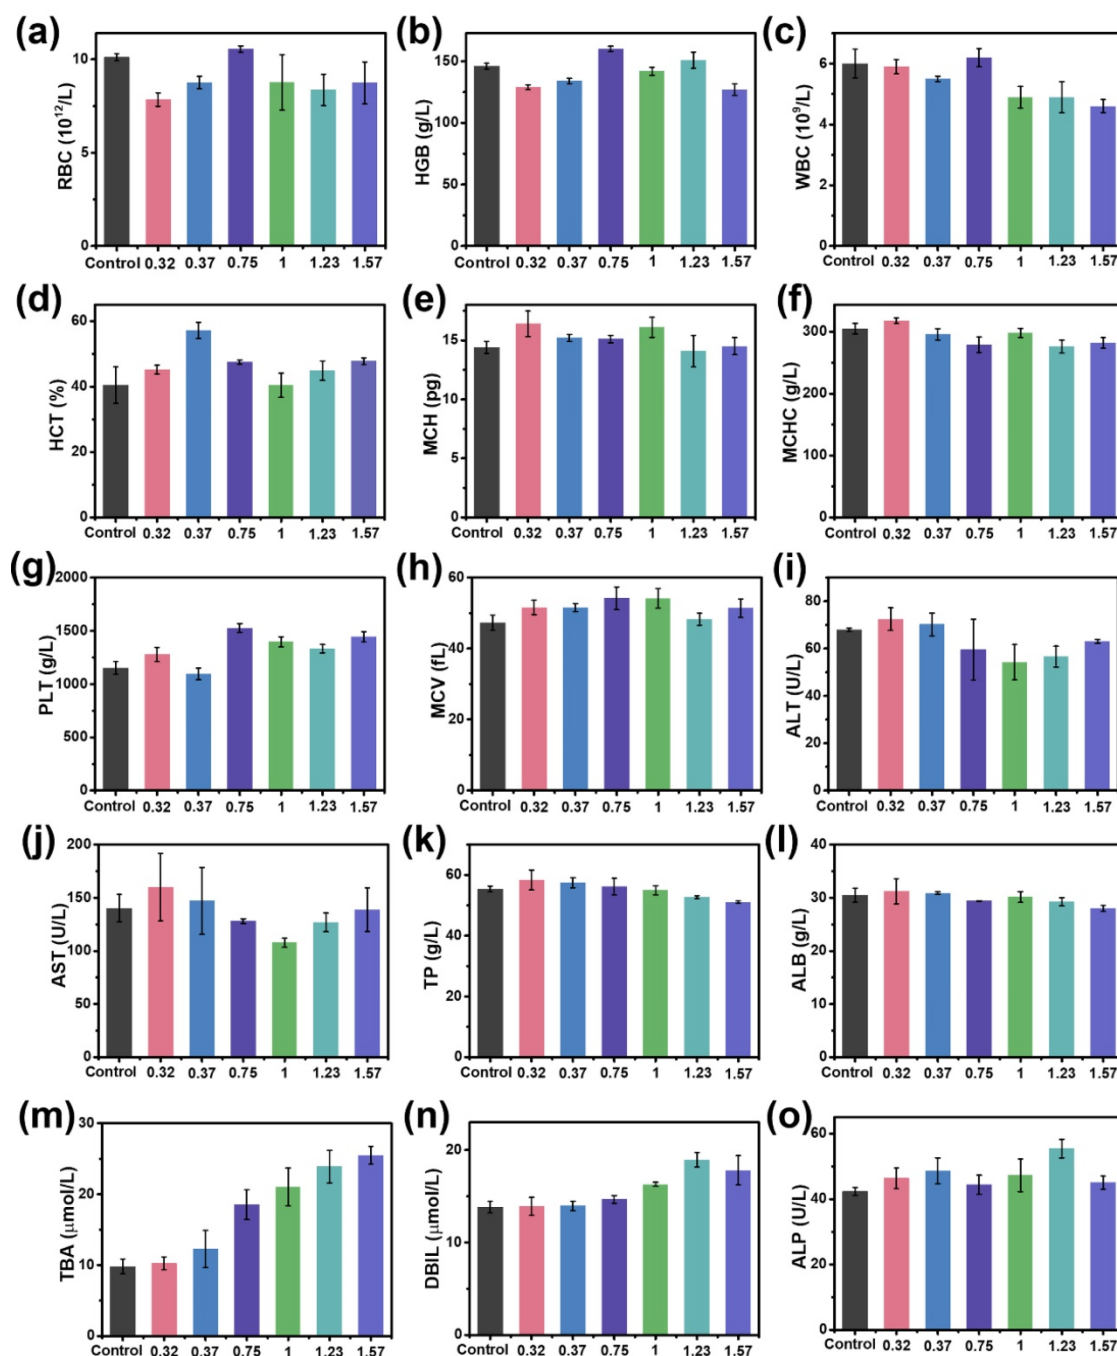 (a) (b) (c)
RBC (10¹²/L) HGB (g/L) WBC (10⁹/L)
10 200 6
5 150 4
0 100 2
50 0
0
Control 0.32 0.37 0.75 1 1.23 1.57 Control 0.32 0.37 0.75 1 1.23 1.57 Control 0.32 0.37 0.75 1 1.23 1.57
(d) (e) (f)
HCT (%) MCH (pg) MCHC (g/L)
60 15 300
40 10 200
20 5 100
0 0 0
Control 0.32 0.37 0.75 1 1.23 1.57 Control 0.32 0.37 0.75 1 1.23 1.57 Control 0.32 0.37 0.75 1 1.23 1.57
(g) (h) (i)
PLT (g/L) MCV (fL) ALT (U/L)
2000 60 80
1500 40 60
1000 20 40
500 0 20
0 0
Control 0.32 0.37 0.75 1 1.23 1.57 Control 0.32 0.37 0.75 1 1.23 1.57 Control 0.32 0.37 0.75 1 1.23 1.57
(j) (k) (l)
AST (U/L) TP (g/L) ALB (g/L)
200 60 40
150 40 30
100 20 20
50 0 10
0 0
Control 0.32 0.37 0.75 1 1.23 1.57 Control 0.32 0.37 0.75 1 1.23 1.57 Control 0.32 0.37 0.75 1 1.23 1.57
(m) (n) (o)
TBA (μmol/L) DBIL (μmol/L) ALP (U/L)
30 20 60
20 15 40
10 10 20
0 5 0
0
Control 0.32 0.37 0.75 1 1.23 1.57 Control 0.32 0.37 0.75 1 1.23 1.57 Control 0.32 0.37 0.75 1 1.23 1.57